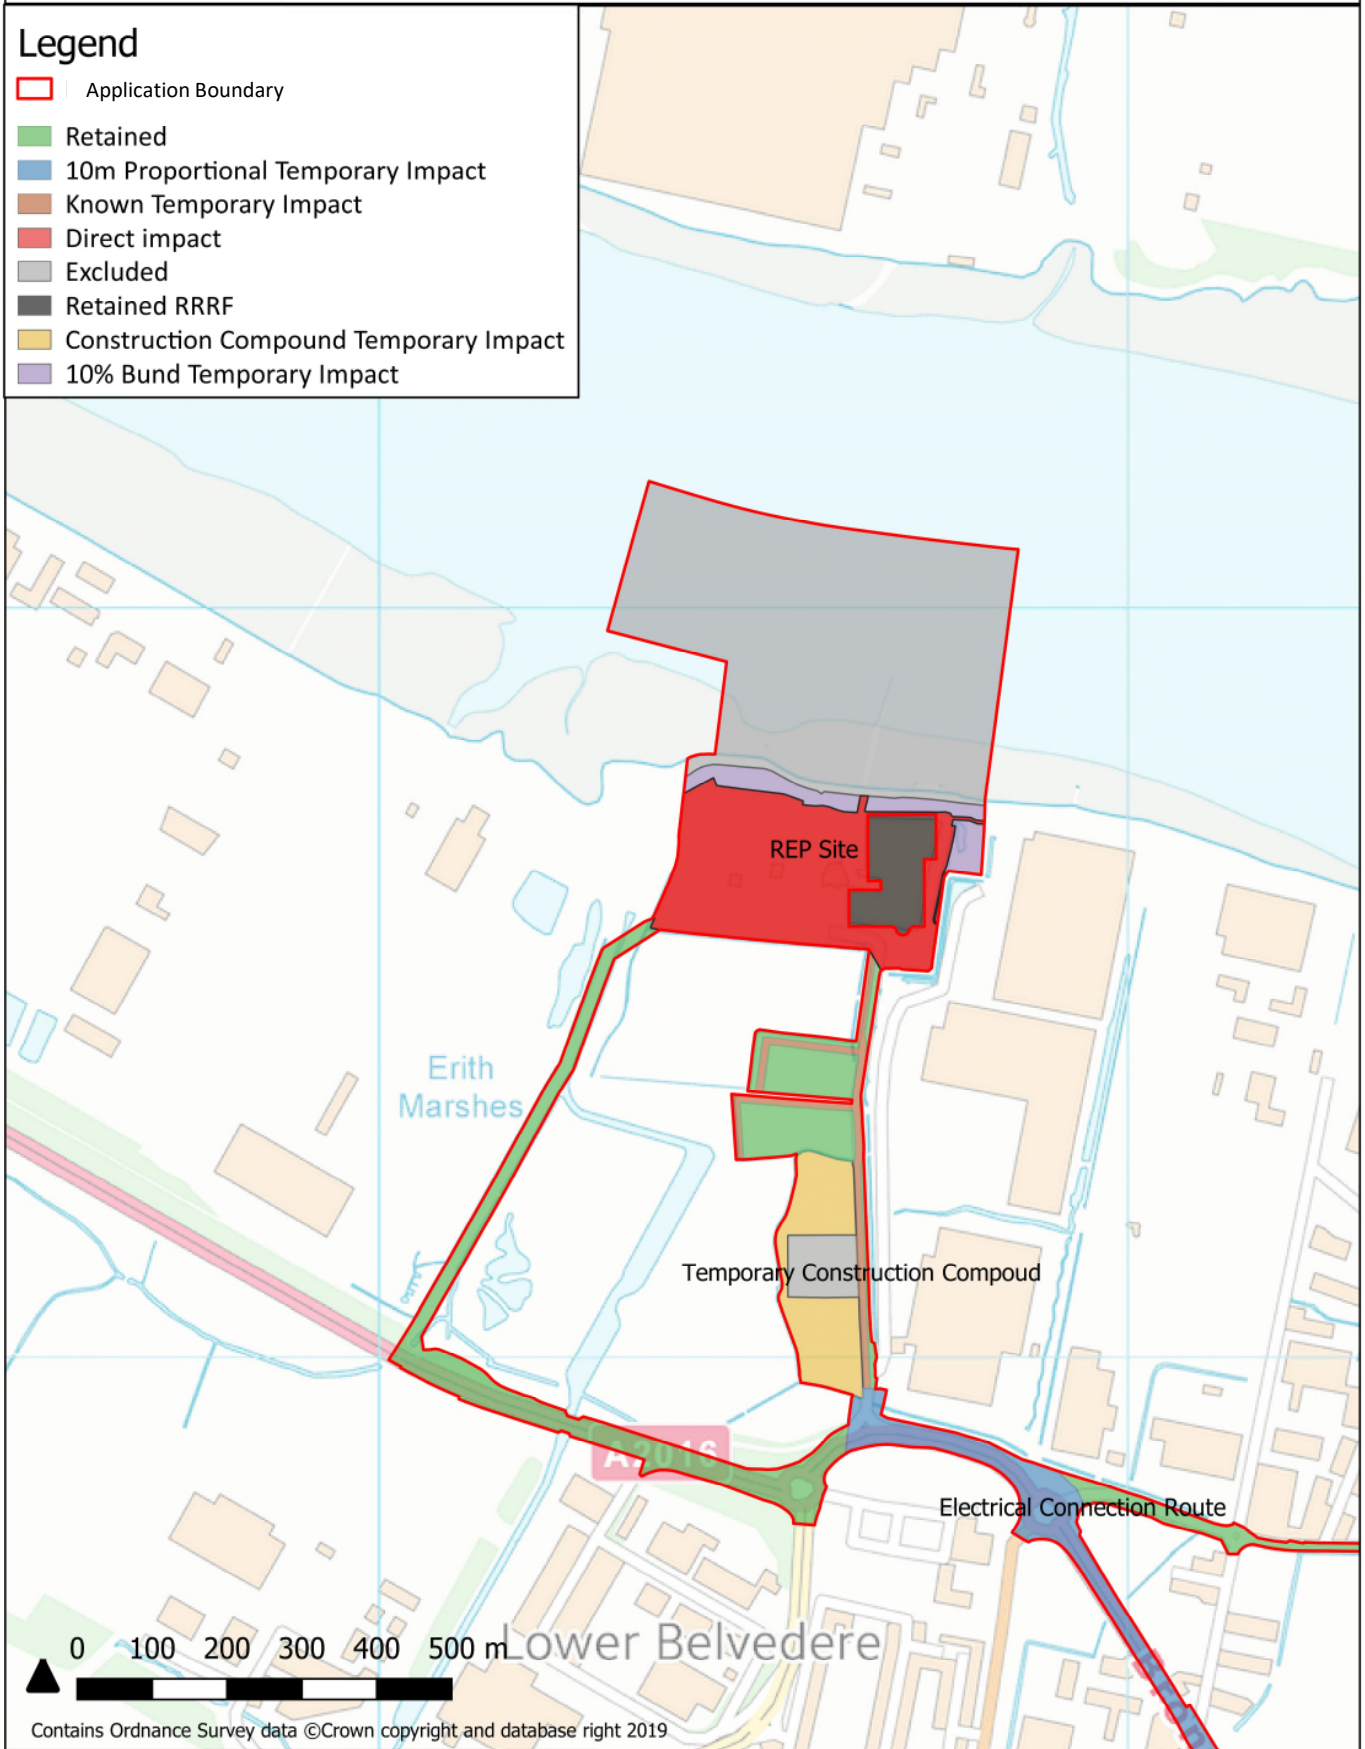 Legend
Application Boundary
Retained
10m Proportional Temporary Impact
Known Temporary Impact
Direct impact
Excluded
Retained RRRF
Construction Compound Temporary Impact
10% Bund Temporary Impact
REP Site
Erith
Marshes
Temporary Construction Compoud
A2016
Electrical Connection Route
Lower Belvedere
0 100 200 300 400 500 m
Contains Ordnance Survey data ©Crown copyright and database right 2019